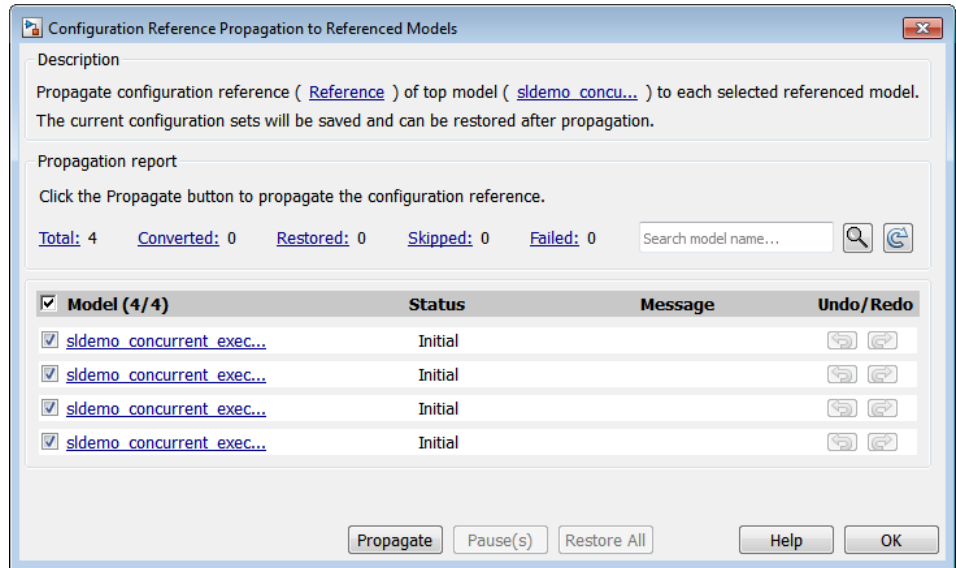 Configuration Reference Propagation to Referenced Models
Description
Propagate configuration reference ( Reference ) of top model ( sldemo_concu... ) to each selected referenced model.
The current configuration sets will be saved and can be restored after propagation.
Propagation report
Click the Propagate button to propagate the configuration reference.
Total: 4 Converted: 0 Restored: 0 Skipped: 0 Failed: 0 Search model name...
Model (4/4) Status Message Undo/Redo
sldemo_concurrent_exec... Initial
sldemo_concurrent_exec... Initial
sldemo_concurrent_exec... Initial
sldemo_concurrent_exec... Initial
Propagate Pause(s) Restore All Help OK